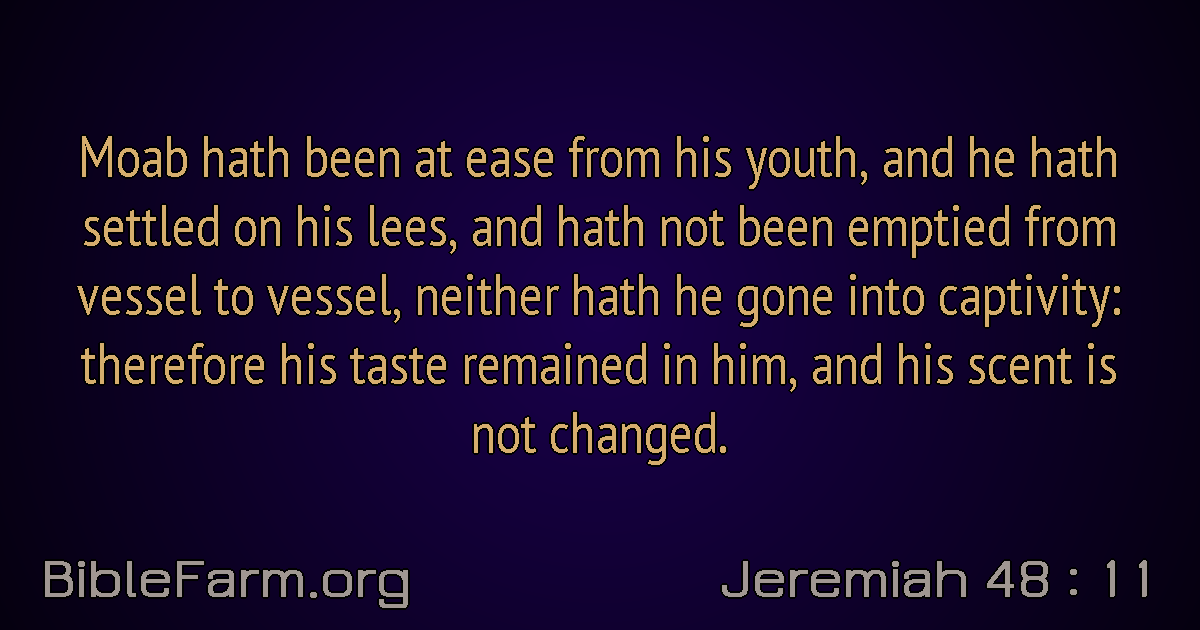 Moab hath been at ease from his youth, and he hath
settled on his lees, and hath not been emptied from
vessel to vessel, neither hath he gone into captivity:
therefore his taste remained in him, and his scent is
not changed.
BibleFarm.org
Jeremiah 48 : 11